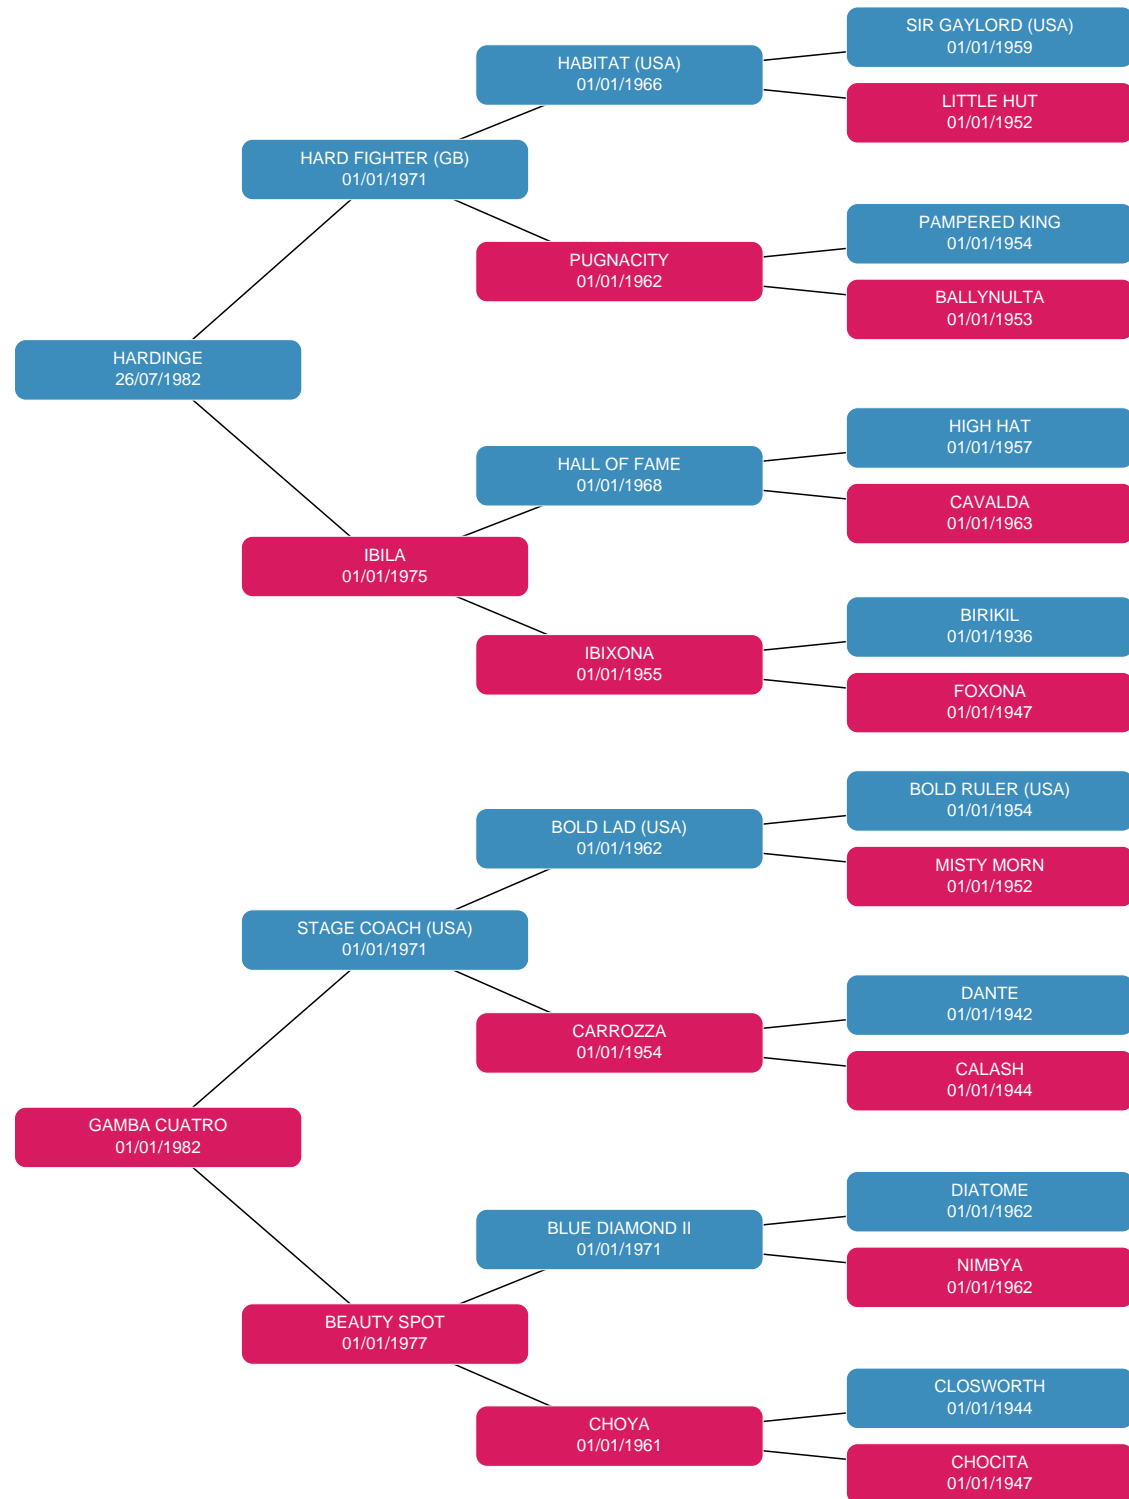 SIR GAYLORD (USA)
01/01/1959
HABITAT (USA)
01/01/1966
LITTLE HUT
01/01/1952
HARD FIGHTER (GB)
01/01/1971
PAMPERED KING
01/01/1954
PUGNACITY
01/01/1962
BALLYNULTA
01/01/1953
HARDINGE
26/07/1982
HIGH HAT
01/01/1957
HALL OF FAME
01/01/1968
CAVALDA
01/01/1963
IBILA
01/01/1975
BIRIKIL
01/01/1936
IBIXONA
01/01/1955
FOXONA
01/01/1947
BOLD RULER (USA)
01/01/1954
BOLD LAD (USA)
01/01/1962
MISTY MORN
01/01/1952
STAGE COACH (USA)
01/01/1971
DANTE
01/01/1942
CARROZZA
01/01/1954
CALASH
01/01/1944
GAMBA CUATRO
01/01/1982
DIATOME
01/01/1962
BLUE DIAMOND II
01/01/1971
NIMBYA
01/01/1962
BEAUTY SPOT
01/01/1977
CLOSWORTH
01/01/1944
CHOYA
01/01/1961
CHOCITA
01/01/1947